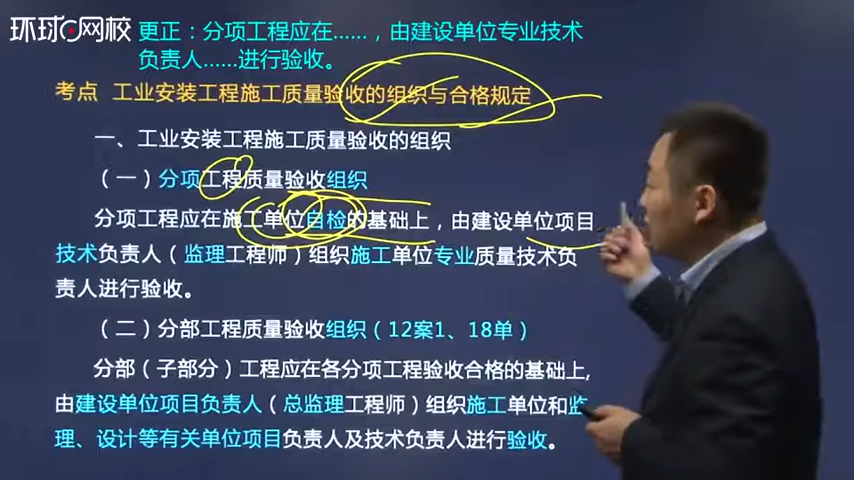 环球网校
更正：分项工程应在……，由建设单位专业技术
负责人……进行验收。
考点 工业安装工程施工质量验收的组织与合格规定
一、工业安装工程施工质量验收的组织
（一）分项工程质量验收组织
分项工程应在施工单位自检的基础上，由建设单位项目
技术负责人（监理工程师）组织施工单位专业质量技术负
责人进行验收。
（二）分部工程质量验收组织（12案1、18单）
分部（子部分）工程应在各分项工程验收合格的基础上,
由建设单位项目负责人（总监理工程师）组织施工单位和监
理、设计等有关单位项目负责人及技术负责人进行验收。